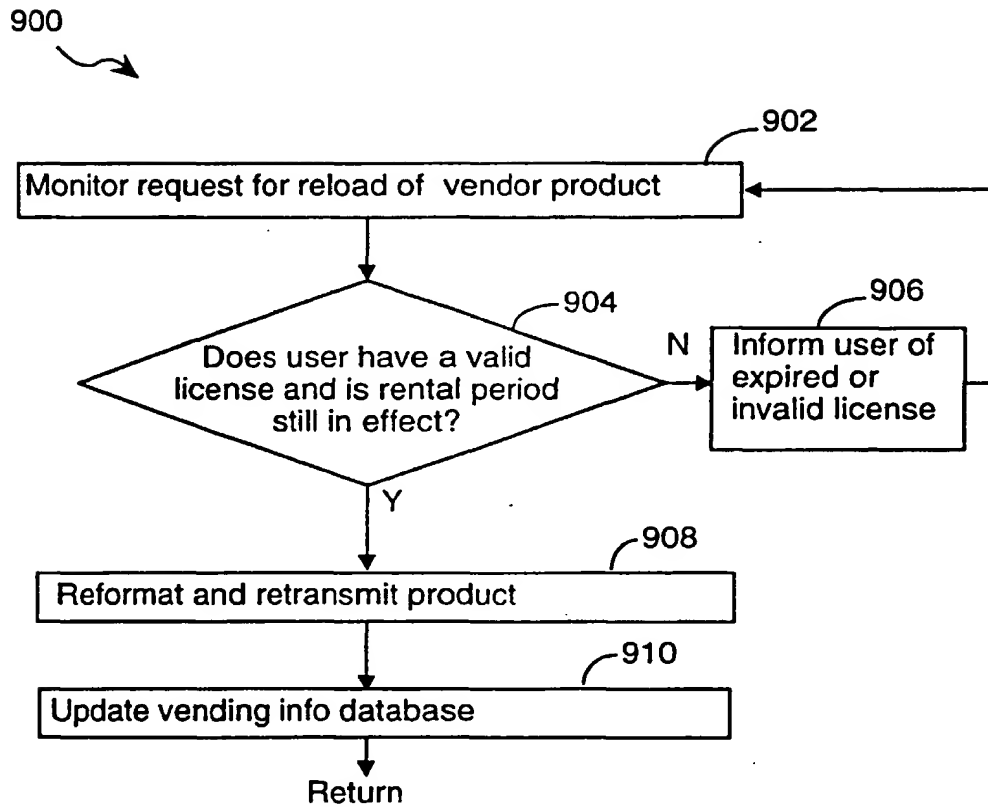 900
902
Monitor request for reload of vendor product
904
Does user have a valid
license and is rental period
still in effect?
N
906
Inform user of
expired or
invalid license
Y
908
Reformat and retransmit product
910
Update vending info database
Return